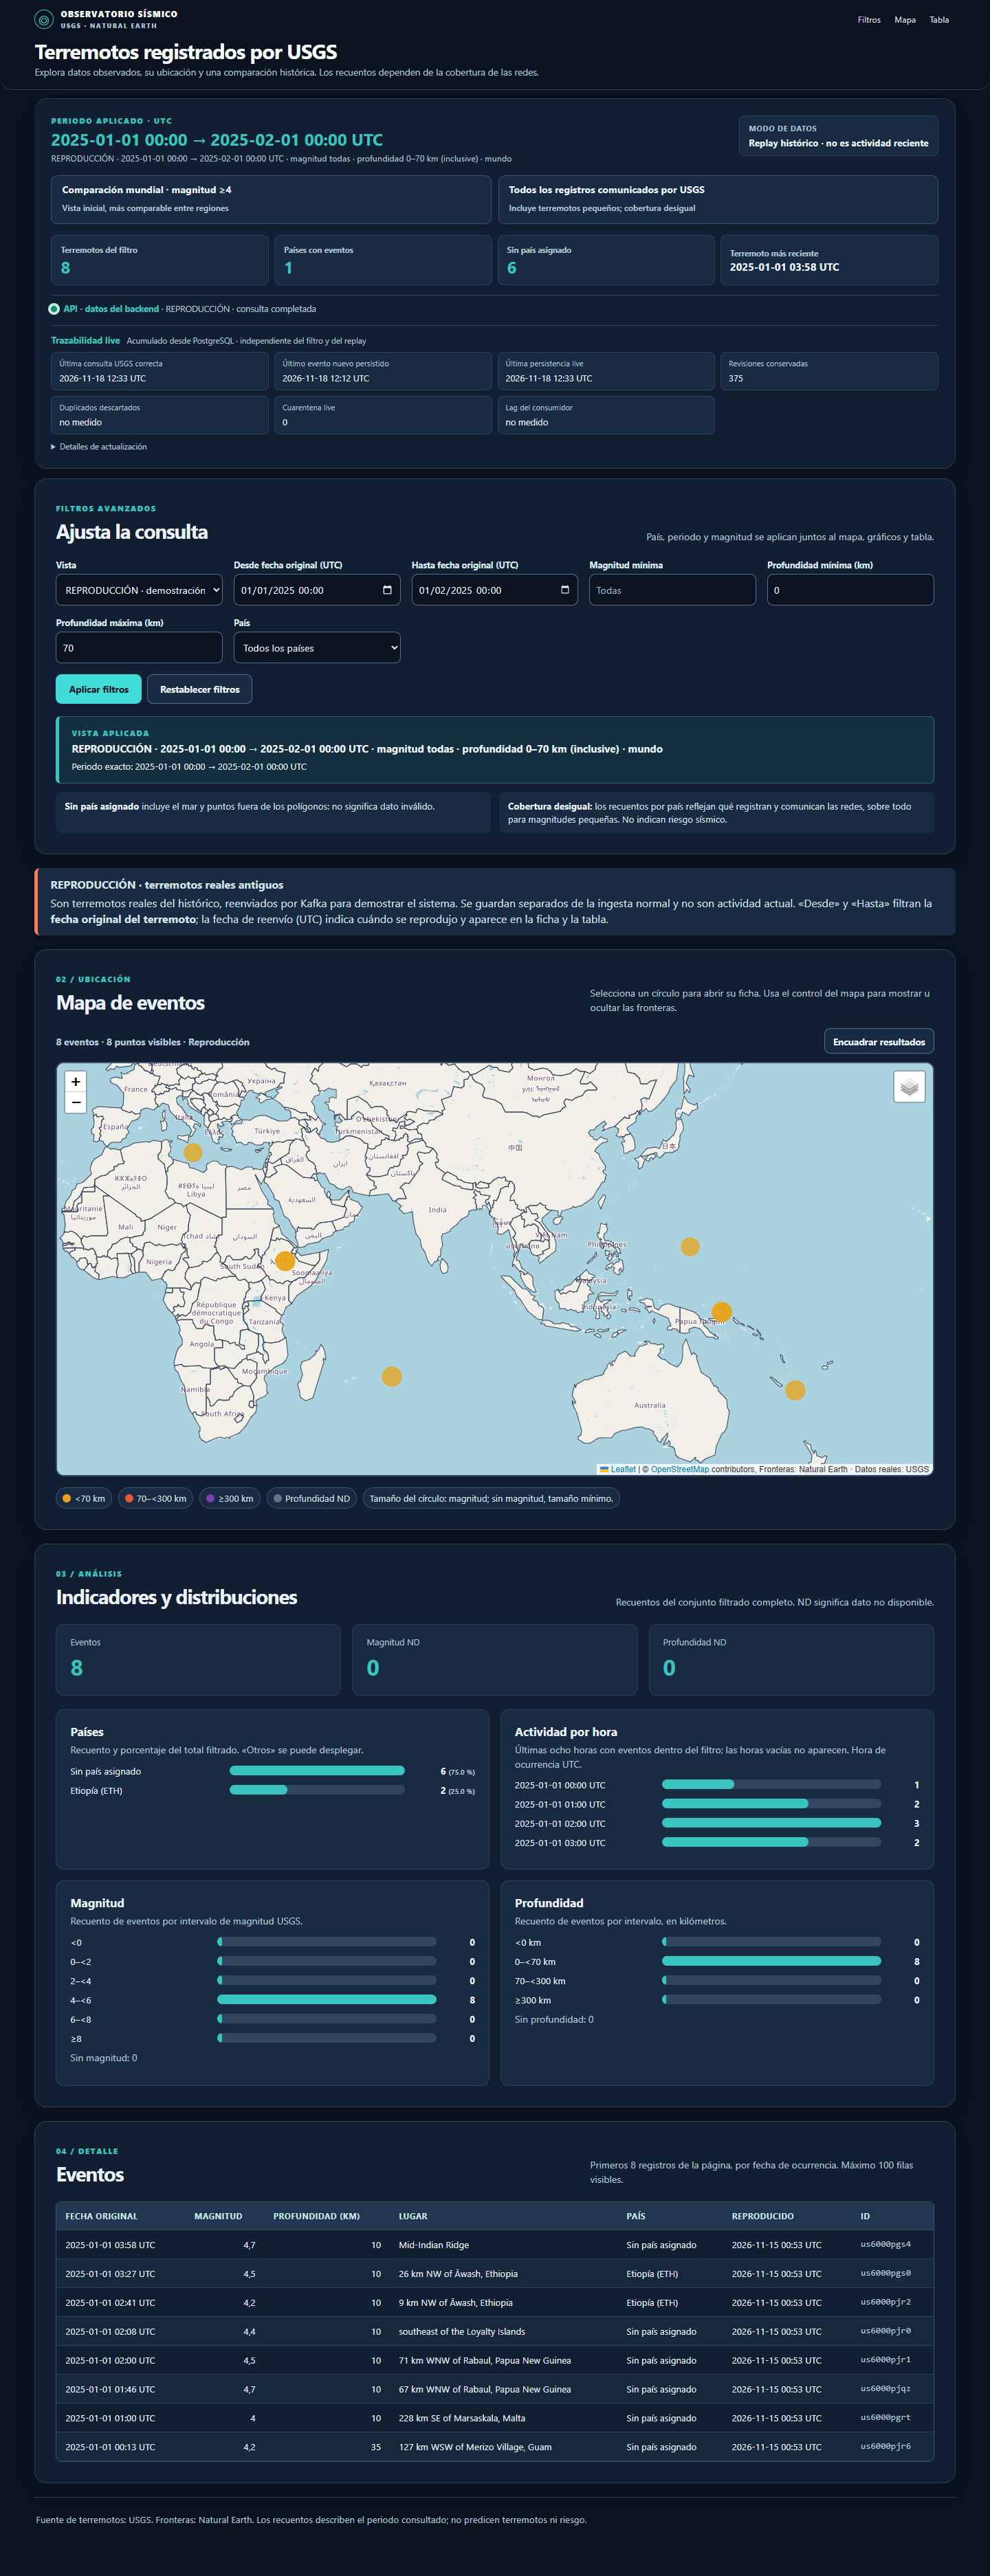 OBSERVATORIO SÍSMICO
USGS · NATURAL EARTH
Filtros Mapa Tabla
Terremotos registrados por USGS
Explora datos observados, su ubicación y una comparación histórica. Los recuentos dependen de la cobertura de las redes.
PERIODO APLICADO · UTC
2025-01-01 00:00 → 2025-02-01 00:00 UTC
REPRODUCCIÓN · 2025-01-01 00:00 → 2025-02-01 00:00 UTC · magnitud todas · profundidad 0–70 km (inclusive) · mundo
MODO DE DATOS
Replay histórico · no es actividad reciente
Comparación mundial · magnitud ≥4
Vista inicial, más comparable entre regiones
Todos los registros comunicados por USGS
Incluye terremotos pequeños; cobertura desigual
Terremotos del filtro
8
Países con eventos
1
Sin país asignado
6
Terremoto más reciente
2025-01-01 03:58 UTC
API · datos del backend · REPRODUCCIÓN · consulta completada
Trazabilidad live Acumulado desde PostgreSQL · independiente del filtro y del replay
Última consulta USGS correcta
2026-11-18 12:33 UTC
Último evento nuevo persistido
2026-11-18 12:12 UTC
Última persistencia live
2026-11-18 12:33 UTC
Revisiones conservadas
375
Duplicados descartados
no medido
Cuarentena live
0
Lag del consumidor
no medido
▸ Detalles de actualización
FILTROS AVANZADOS
Ajusta la consulta
País, periodo y magnitud se aplican juntos al mapa, gráficos y tabla.
Vista
REPRODUCCIÓN · demostración
Desde fecha original (UTC)
01/01/2025 00:00
Hasta fecha original (UTC)
01/02/2025 00:00
Magnitud mínima
Todas
Profundidad mínima (km)
0
Profundidad máxima (km)
70
País
Todos los países
Aplicar filtros
Restablecer filtros
VISTA APLICADA
REPRODUCCIÓN · 2025-01-01 00:00 → 2025-02-01 00:00 UTC · magnitud todas · profundidad 0–70 km (inclusive) · mundo
Periodo exacto: 2025-01-01 00:00 → 2025-02-01 00:00 UTC
Sin país asignado incluye el mar y puntos fuera de los polígonos: no significa dato inválido.
Cobertura desigual: los recuentos por país reflejan qué registran y comunican las redes, sobre todo
para magnitudes pequeñas. No indican riesgo sísmico.
REPRODUCCIÓN · terremotos reales antiguos
Son terremotos reales del histórico, reenviados por Kafka para demostrar el sistema. Se guardan separados de la ingesta normal y no son actividad actual. «Desde» y «Hasta» filtran la
fecha original del terremoto; la fecha de reenvío (UTC) indica cuándo se reprodujo y aparece en la ficha y la tabla.
02 / UBICACIÓN
Mapa de eventos
Selecciona un círculo para abrir su ficha. Usa el control del mapa para mostrar u
ocultar las fronteras.
8 eventos · 8 puntos visibles · Reproducción
Encuadrar resultados
+
−
France
Україна
Қазақстан
Монгол
España
Türkiye
中国
日本
Libya
Mali
Niger
India
Nigeria
Kenya
République
démocratique
du Congo
Tanzania
Angola
Namibia
South Africa
Australia
Leaflet | © OpenStreetMap contributors, Fronteras: Natural Earth · Datos reales: USGS
<70 km
70–<300 km
≥300 km
Profundidad ND
Tamaño del círculo: magnitud; sin magnitud, tamaño mínimo.
03 / ANÁLISIS
Indicadores y distribuciones
Recuentos del conjunto filtrado completo. ND significa dato no disponible.
Eventos
8
Magnitud ND
0
Profundidad ND
0
Países
Recuento y porcentaje del total filtrado. «Otros» se puede desplegar.
Sin país asignado 6 (75.0 %)
Etiopía (ETH) 2 (25.0 %)
Actividad por hora
Últimas ocho horas con eventos dentro del filtro; las horas vacías no aparecen. Hora de
ocurrencia UTC.
2025-01-01 00:00 UTC 1
2025-01-01 01:00 UTC 2
2025-01-01 02:00 UTC 3
2025-01-01 03:00 UTC 2
Magnitud
Recuento de eventos por intervalo de magnitud USGS.
<0 0
0–<2 0
2–<4 0
4–<6 8
6–<8 0
≥8 0
Sin magnitud: 0
Profundidad
Recuento de eventos por intervalo, en kilómetros.
<0 km 0
0–<70 km 8
70–<300 km 0
≥300 km 0
Sin profundidad: 0
04 / DETALLE
Eventos
Primeros 8 registros de la página, por fecha de ocurrencia. Máximo 100 filas
visibles.
FECHA ORIGINAL MAGNITUD PROFUNDIDAD (KM) LUGAR PAÍS REPRODUCIDO ID
2025-01-01 03:58 UTC 4,7 10 Mid-Indian Ridge Sin país asignado 2026-11-15 00:53 UTC us6000pgs4
2025-01-01 03:27 UTC 4,5 10 26 km NW of Āwash, Ethiopia Etiopía (ETH) 2026-11-15 00:53 UTC us6000pgs0
2025-01-01 02:41 UTC 4,2 10 9 km NW of Āwash, Ethiopia Etiopía (ETH) 2026-11-15 00:53 UTC us6000pjr2
2025-01-01 02:08 UTC 4,4 10 southeast of the Loyalty Islands Sin país asignado 2026-11-15 00:53 UTC us6000pjr0
2025-01-01 02:00 UTC 4,5 10 71 km WNW of Rabaul, Papua New Guinea Sin país asignado 2026-11-15 00:53 UTC us6000pjr1
2025-01-01 01:46 UTC 4,7 10 67 km WNW of Rabaul, Papua New Guinea Sin país asignado 2026-11-15 00:53 UTC us6000pjqz
2025-01-01 01:00 UTC 4 10 228 km SE of Marsaskala, Malta Sin país asignado 2026-11-15 00:53 UTC us6000pgrt
2025-01-01 00:13 UTC 4,2 35 127 km WSW of Merizo Village, Guam Sin país asignado 2026-11-15 00:53 UTC us6000pjr6
Fuente de terremotos: USGS. Fronteras: Natural Earth. Los recuentos describen el periodo consultado; no predicen terremotos ni riesgo.